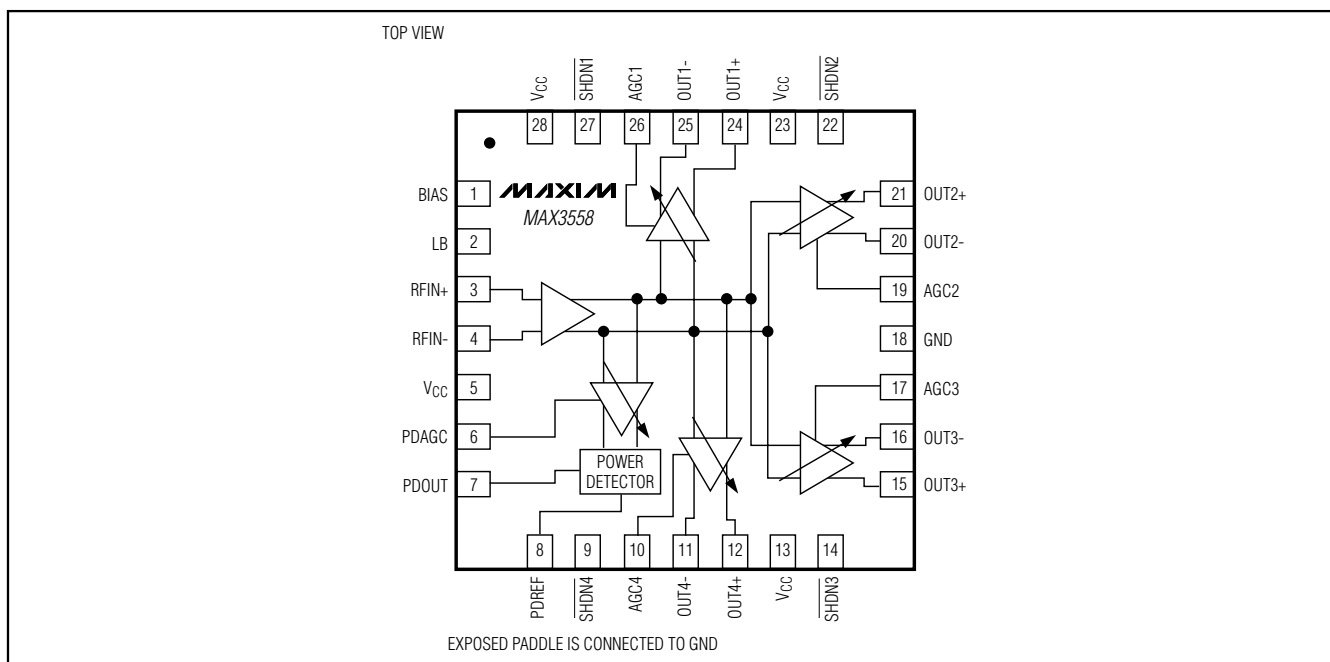 TOP VIEW
VCC
SHDN1
AGC1
OUT1-
OUT1+
VCC
SHDN2
28
27
26
25
24
23
22
BIAS 1
LB 2
RFIN+ 3
RFIN- 4
VCC 5
PDAGC 6
PDOUT 7
MAXIM
MAX3558
POWER
DETECTOR
21 OUT2+
20 OUT2-
19 AGC2
18 GND
17 AGC3
16 OUT3-
15 OUT3+
8
9
10
11
12
13
14
PDREF
SHDN4
AGC4
OUT4-
OUT4+
VCC
SHDN3
EXPOSED PADDLE IS CONNECTED TO GND